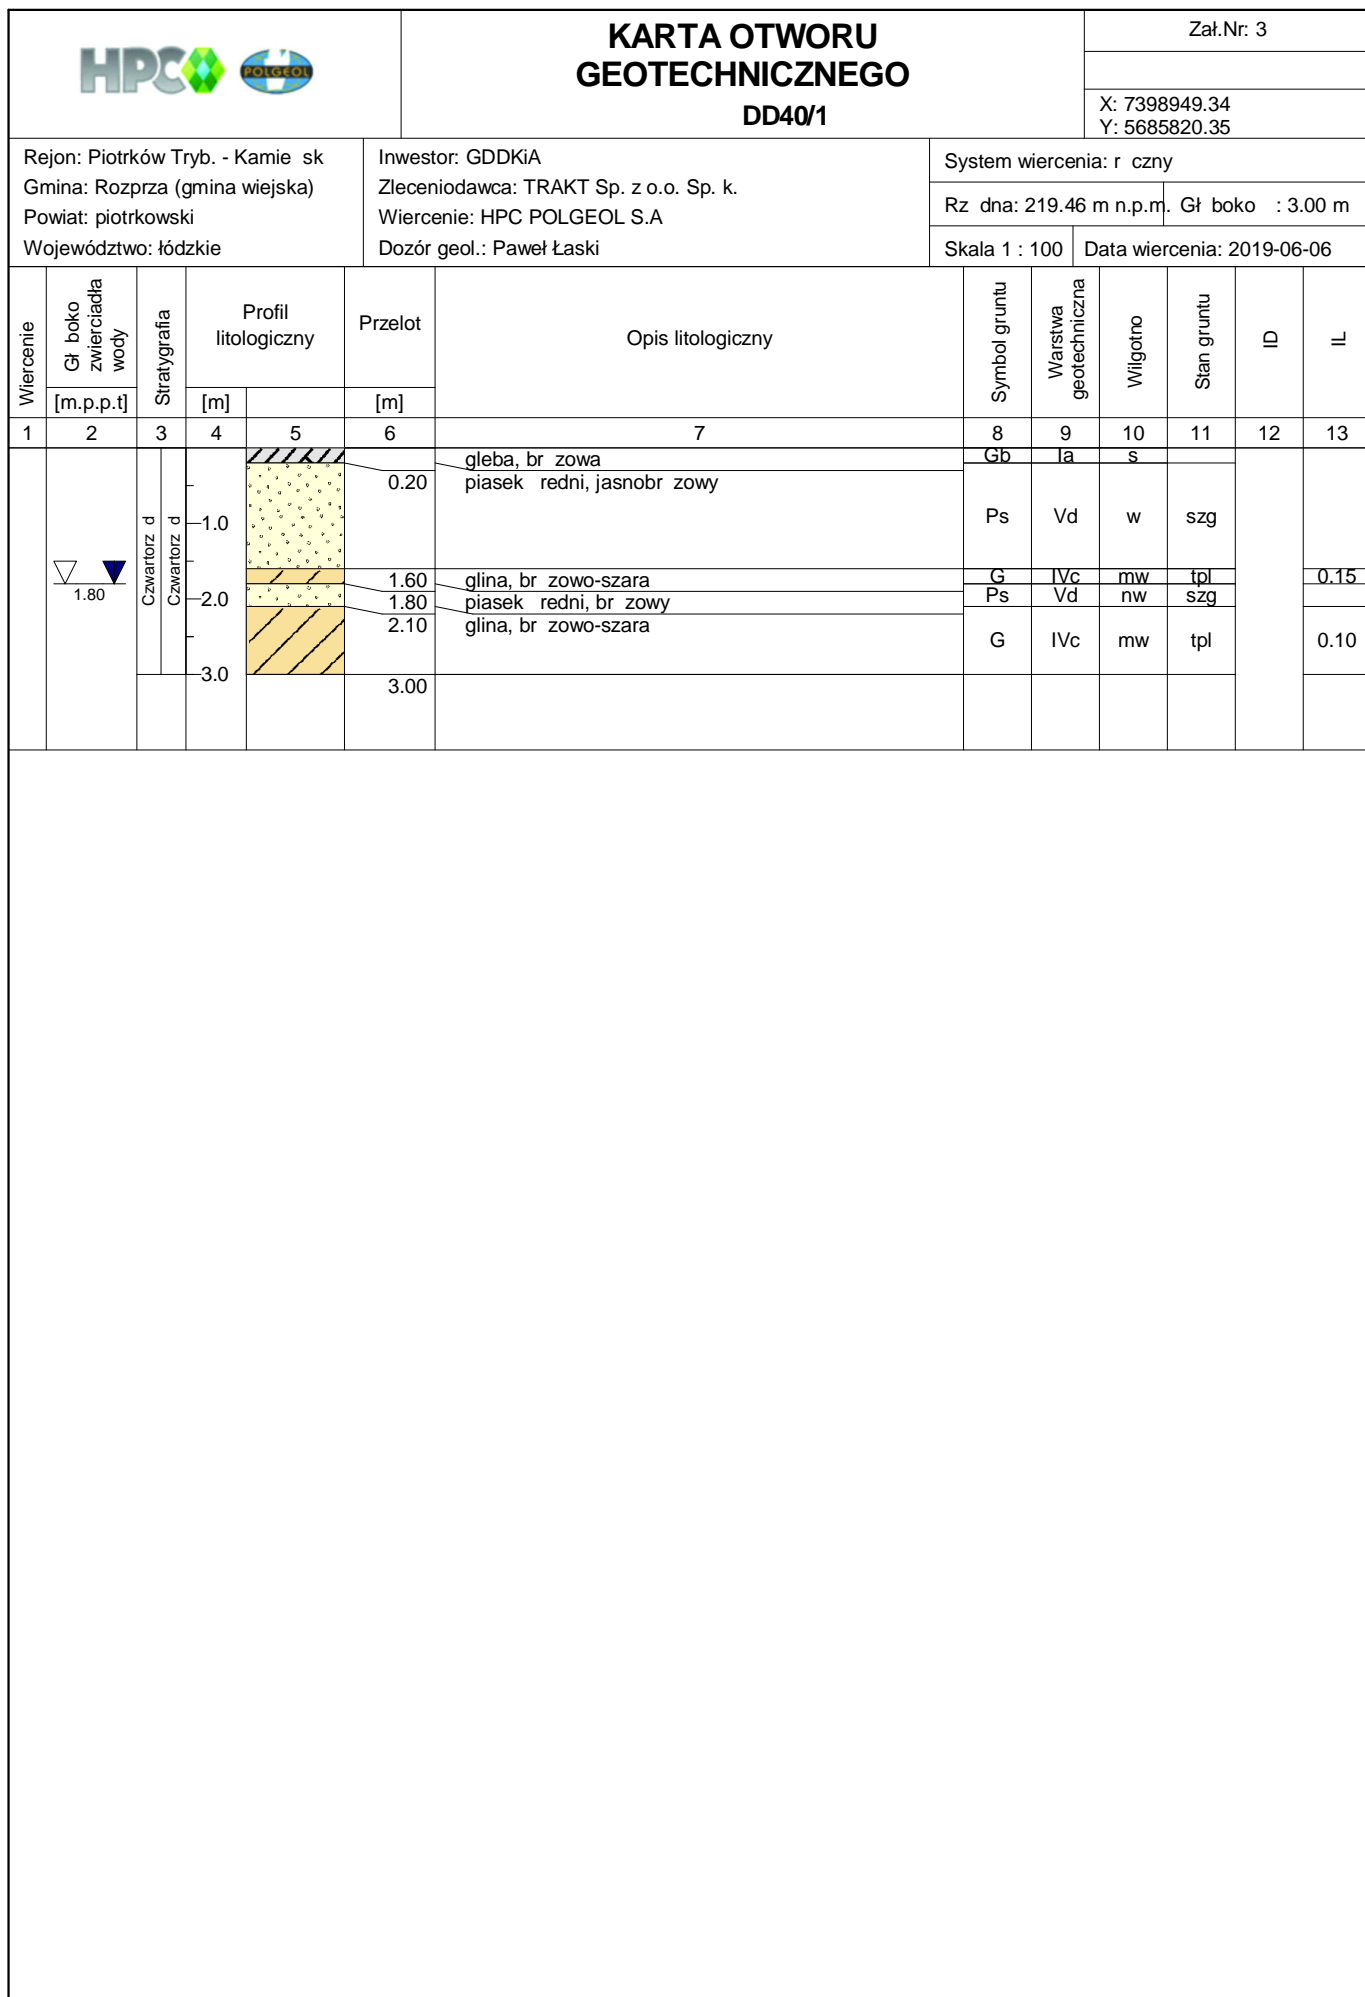 HPC POLGEOL
KARTA OTWORU
GEOTECHNICZNEGO
DD40/1
Zał.Nr: 3
X: 7398949.34
Y: 5685820.35
Rejon: Piotrków Tryb. - Kamie sk
Gmina: Rozprza (gmina wiejska)
Powiat: piotrkowski
Województwo: łódzkie
Inwestor: GDDKiA
Zleceniodawca: TRAKT Sp. z o.o. Sp. k.
Wiercenie: HPC POLGEOL S.A
Dozór geol.: Paweł Łaski
System wiercenia: r czny
Rz dna: 219.46 m n.p.m. Gł boko : 3.00 m
Skala 1 : 100 Data wiercenia: 2019-06-06
Wiercenie
Gł boko
zwierciadła
wody
[m.p.p.t]
Stratygrafia
Profil
litologiczny
[m]
Przelot
[m]
Opis litologiczny
Symbol gruntu
Warstwa
geotechniczna
Wilgotno
Stan gruntu
ID
IL
1 2 3 4 5 6 7 8 9 10 11 12 13
gleba, br zowa Gb Ia s
0.20 piasek redni, jasnobr zowy
Ps Vd w szg
1.0
Czwartorz d
Czwartorz d
1.60 glina, br zowo-szara G IVc mw tpl 0.15
1.80
2.0
1.80 piasek redni, br zowy Ps Vd nw szg
2.10 glina, br zowo-szara
G IVc mw tpl 0.10
3.0
3.00